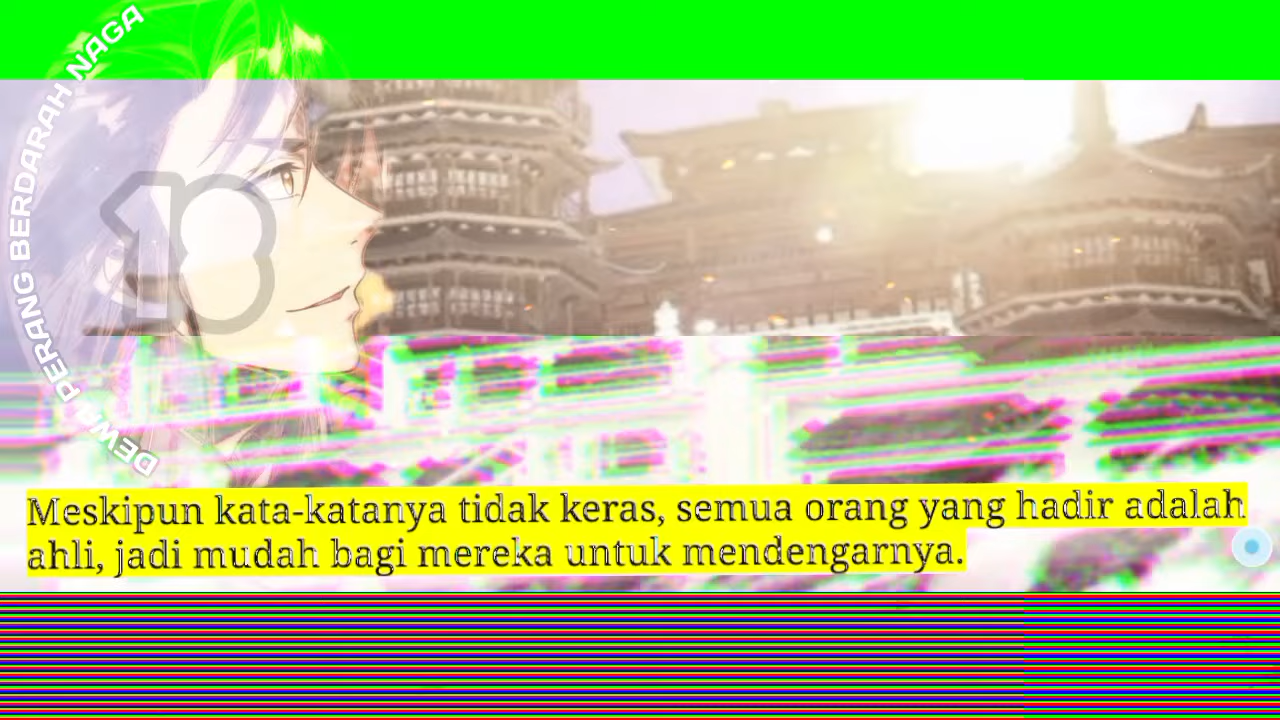 DEWA PERANG BERDARAH NAGA
18
Meskipun kata-katanya tidak keras, semua orang yang hadir adalah
ahli, jadi mudah bagi mereka untuk mendengarnya.